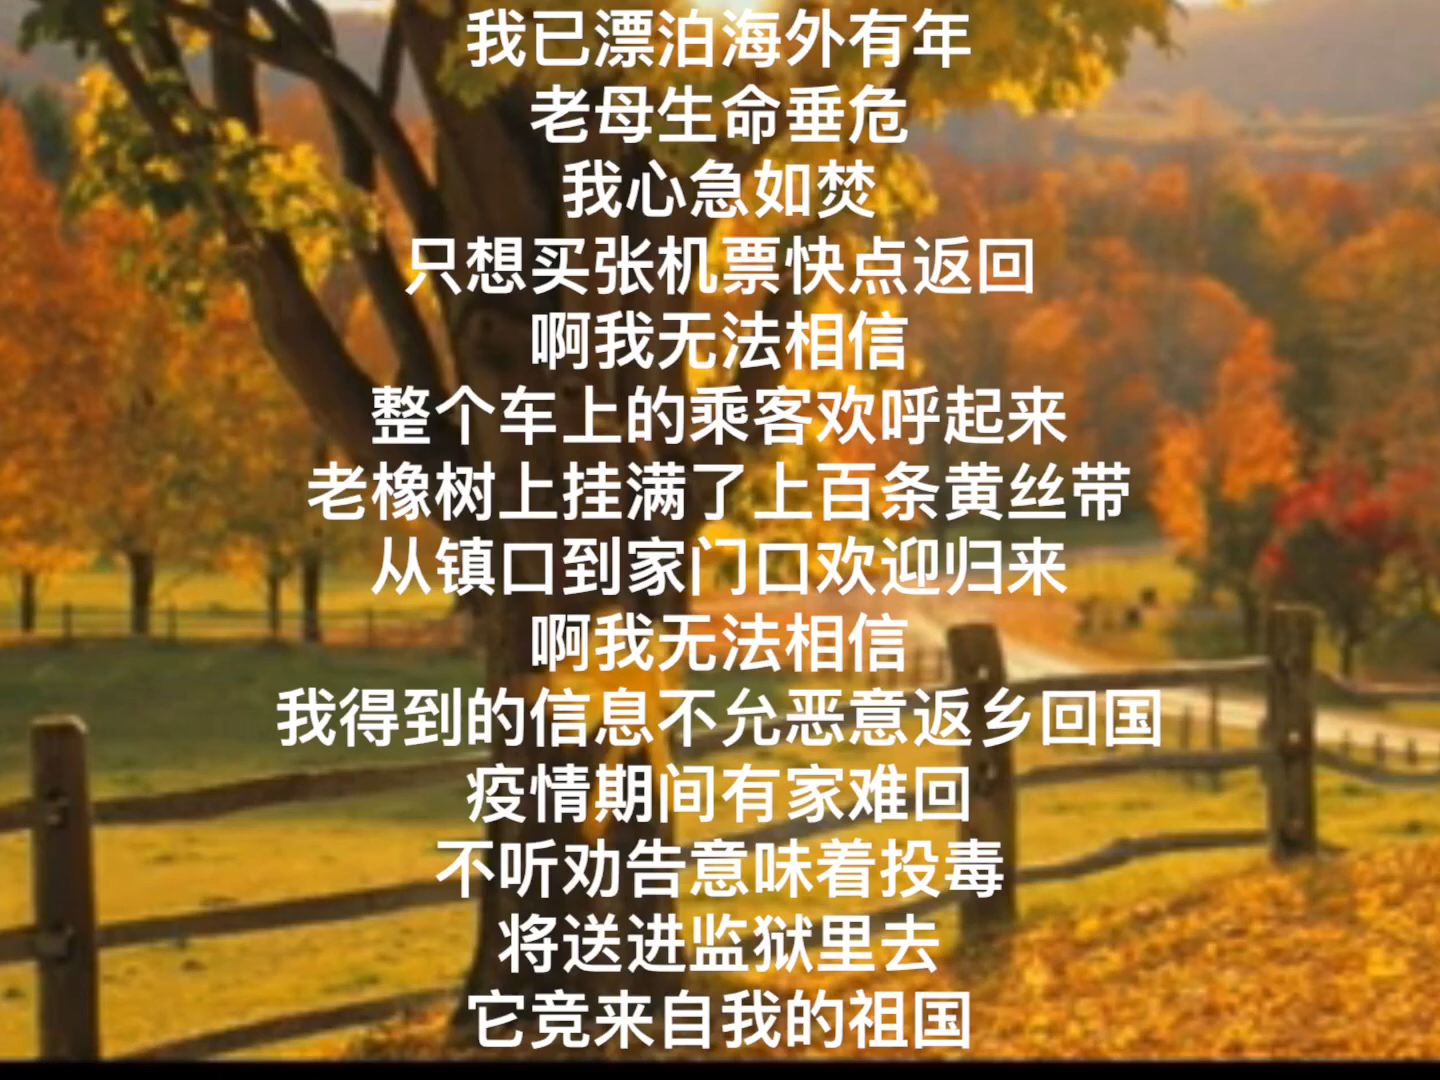 我已漂泊海外有年
老母生命垂危
我心急如焚
只想买张机票快点返回
啊我无法相信
整个车上的乘客欢呼起来
老橡树上挂满了上百条黄丝带
从镇口到家门口欢迎归来
啊我无法相信
我得到的信息不允恶意返乡回国
疫情期间有家难回
不听劝告意味着投毒
将送进监狱里去
它竞来自我的祖国